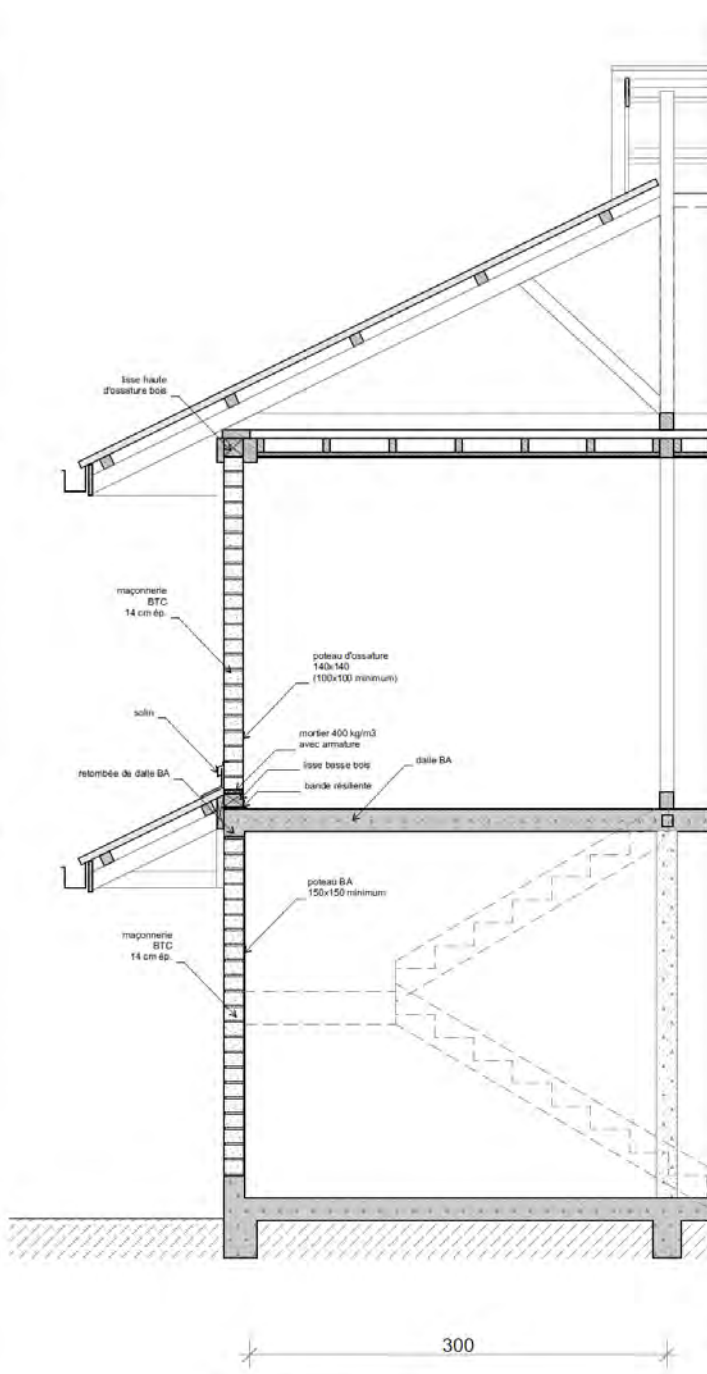 lisse haute
d'ossature bois
maçonnerie
BTC
14 cm ép.
poteau d'ossature
140x140
(100x100 minimum)
solin
mortier 400 kg/m3
avec armature
lisse basse bois
retombée de dalle BA
dalle BA
bande résiliente
poteau BA
150x150 minimum
maçonnerie
BTC
14 cm ép.
300